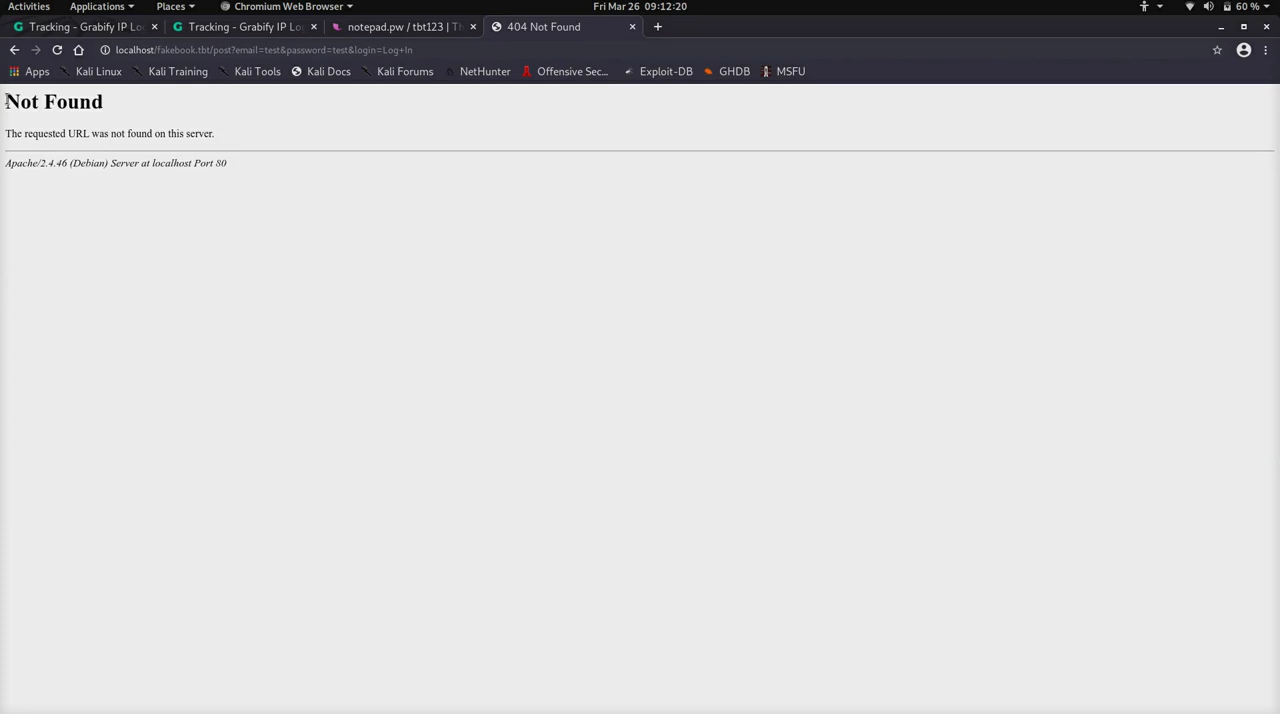 Activities Applications Places Chromium Web Browser Fri Mar 26 09:12:20 60 %
Tracking - Grabify IP Lo Tracking - Grabify IP Lo notepad.pw / tbt123 | Th 404 Not Found
localhost/fakebook.tbt/post?email=test&password=test&login=Log+In
Apps Kali Linux Kali Training Kali Tools Kali Docs Kali Forums NetHunter Offensive Sec... Exploit-DB GHDB MSFU
Not Found
The requested URL was not found on this server.
Apache/2.4.46 (Debian) Server at localhost Port 80